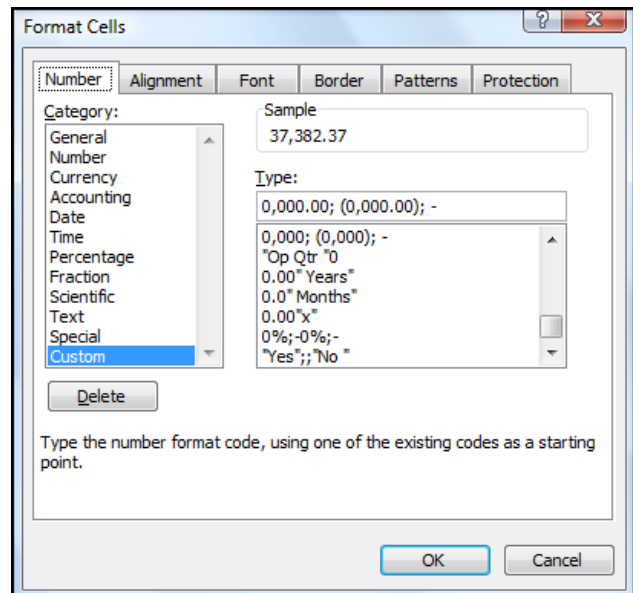 Format Cells
?
X
Number Alignment Font Border Patterns Protection
Category:
General
Number
Currency
Accounting
Date
Time
Percentage
Fraction
Scientific
Text
Special
Custom
Sample
37,382.37
Type:
0,000.00; (0,000.00); -
0,000; (0,000); -
"Op Qtr "0
0.00" Years"
0.0" Months"
0.00"x"
0%;-0%;-
"Yes";;"No "
Delete
Type the number format code, using one of the existing codes as a starting
point.
OK Cancel